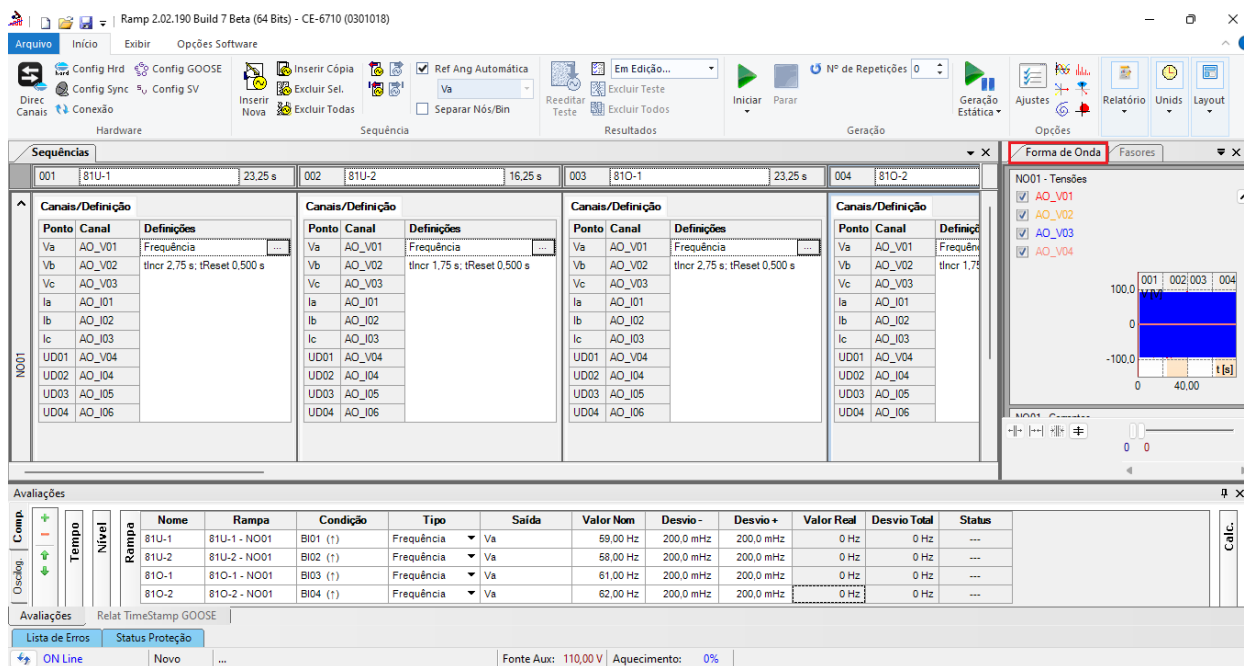 Ramp 2.02.190 Build 7 Beta (64 Bits) - CE-6710 (0301018)
Arquivo Início Exibir Opções Software
Direc Canais
Config Hrd Config GOOSE
Config Sync Config SV
Conexão
Hardware
Inserir Nova
Inserir Cópia
Excluir Sel.
Excluir Todas
Ref Ang Automática
Va
Separar Nós/Bin
Sequência
Reeditar Teste
Em Edição...
Excluir Teste
Excluir Todos
Resultados
Iniciar Parar
Nº de Repetições 0
Geração Estática
Geração
Ajustes
Opções
Relatório Unids Layout
Sequências
001 81U-1 23,25 s 002 81U-2 16,25 s 003 81O-1 23,25 s 004 81O-2
NO01
Canais/Definição
Ponto Canal Definições
Va AO_V01 Frequência ...
Vb AO_V02 tIncr 2,75 s; tReset 0,500 s
Vc AO_V03
Ia AO_I01
Ib AO_I02
Ic AO_I03
UD01 AO_V04
UD02 AO_I04
UD03 AO_I05
UD04 AO_I06
Canais/Definição
Ponto Canal Definições
Va AO_V01 Frequência ...
Vb AO_V02 tIncr 1,75 s; tReset 0,500 s
Vc AO_V03
Ia AO_I01
Ib AO_I02
Ic AO_I03
UD01 AO_V04
UD02 AO_I04
UD03 AO_I05
UD04 AO_I06
Canais/Definição
Ponto Canal Definições
Va AO_V01 Frequência ...
Vb AO_V02 tIncr 2,75 s; tReset 0,500 s
Vc AO_V03
Ia AO_I01
Ib AO_I02
Ic AO_I03
UD01 AO_V04
UD02 AO_I04
UD03 AO_I05
UD04 AO_I06
Canais/Definição
Ponto Canal
Va AO_V01
Vb AO_V02 tIncr
Vc AO_V03
Ia AO_I01
Ib AO_I02
Ic AO_I03
UD01 AO_V04
UD02 AO_I04
UD03 AO_I05
UD04 AO_I06
Forma de Onda Fasores
NO01 - Tensões
AO_V01
AO_V02
AO_V03
AO_V04
001 002 003 004
V [V]
100,0
0
-100,0
t [s]
0 40,00
0 0
Avaliações
Comp.
Oscilog.
Tempo
Nível
Rampa
Nome Rampa Condição Tipo Saída Valor Nom Desvio - Desvio + Valor Real Desvio Total Status
81U-1 81U-1 - NO01 BI01 (↑) Frequência Va 59,00 Hz 200,0 mHz 200,0 mHz 0 Hz 0 Hz ---
81U-2 81U-2 - NO01 BI02 (↑) Frequência Va 58,00 Hz 200,0 mHz 200,0 mHz 0 Hz 0 Hz ---
81O-1 81O-1 - NO01 BI03 (↑) Frequência Va 61,00 Hz 200,0 mHz 200,0 mHz 0 Hz 0 Hz ---
81O-2 81O-2 - NO01 BI04 (↑) Frequência Va 62,00 Hz 200,0 mHz 200,0 mHz 0 Hz 0 Hz ---
Calc.
Avaliações Relat TimeStamp GOOSE
Lista de Erros Status Proteção
ON Line Novo ... Fonte Aux: 110,00 V Aquecimento: 0%